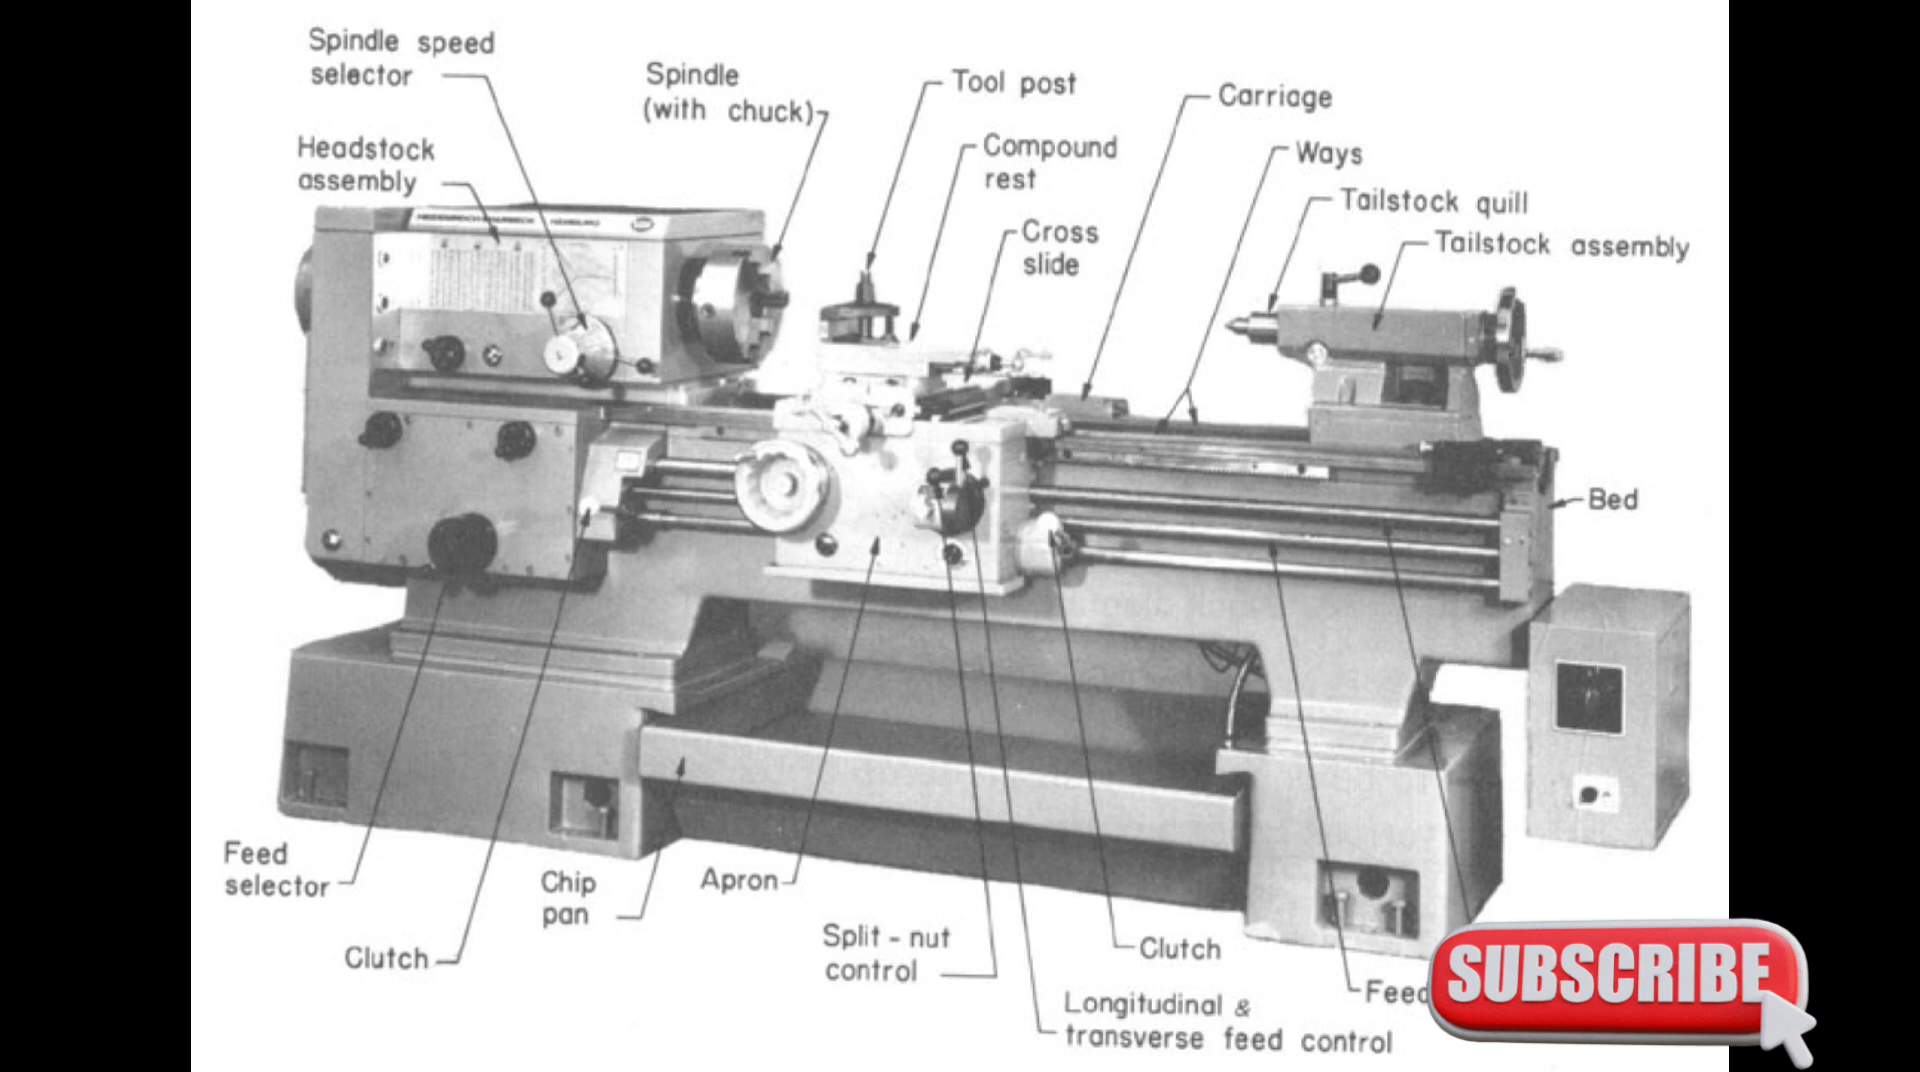 Spindle speed
selector
Spindle
(with chuck)
Tool post
Carriage
Headstock
assembly
Compound
rest
Ways
Tailstock quill
Tailstock assembly
Cross
slide
Bed
Feed
selector
Chip
pan
Apron
Clutch
Split-nut
control
Clutch
Longitudinal &
transverse feed control
Feed
SUBSCRIBE